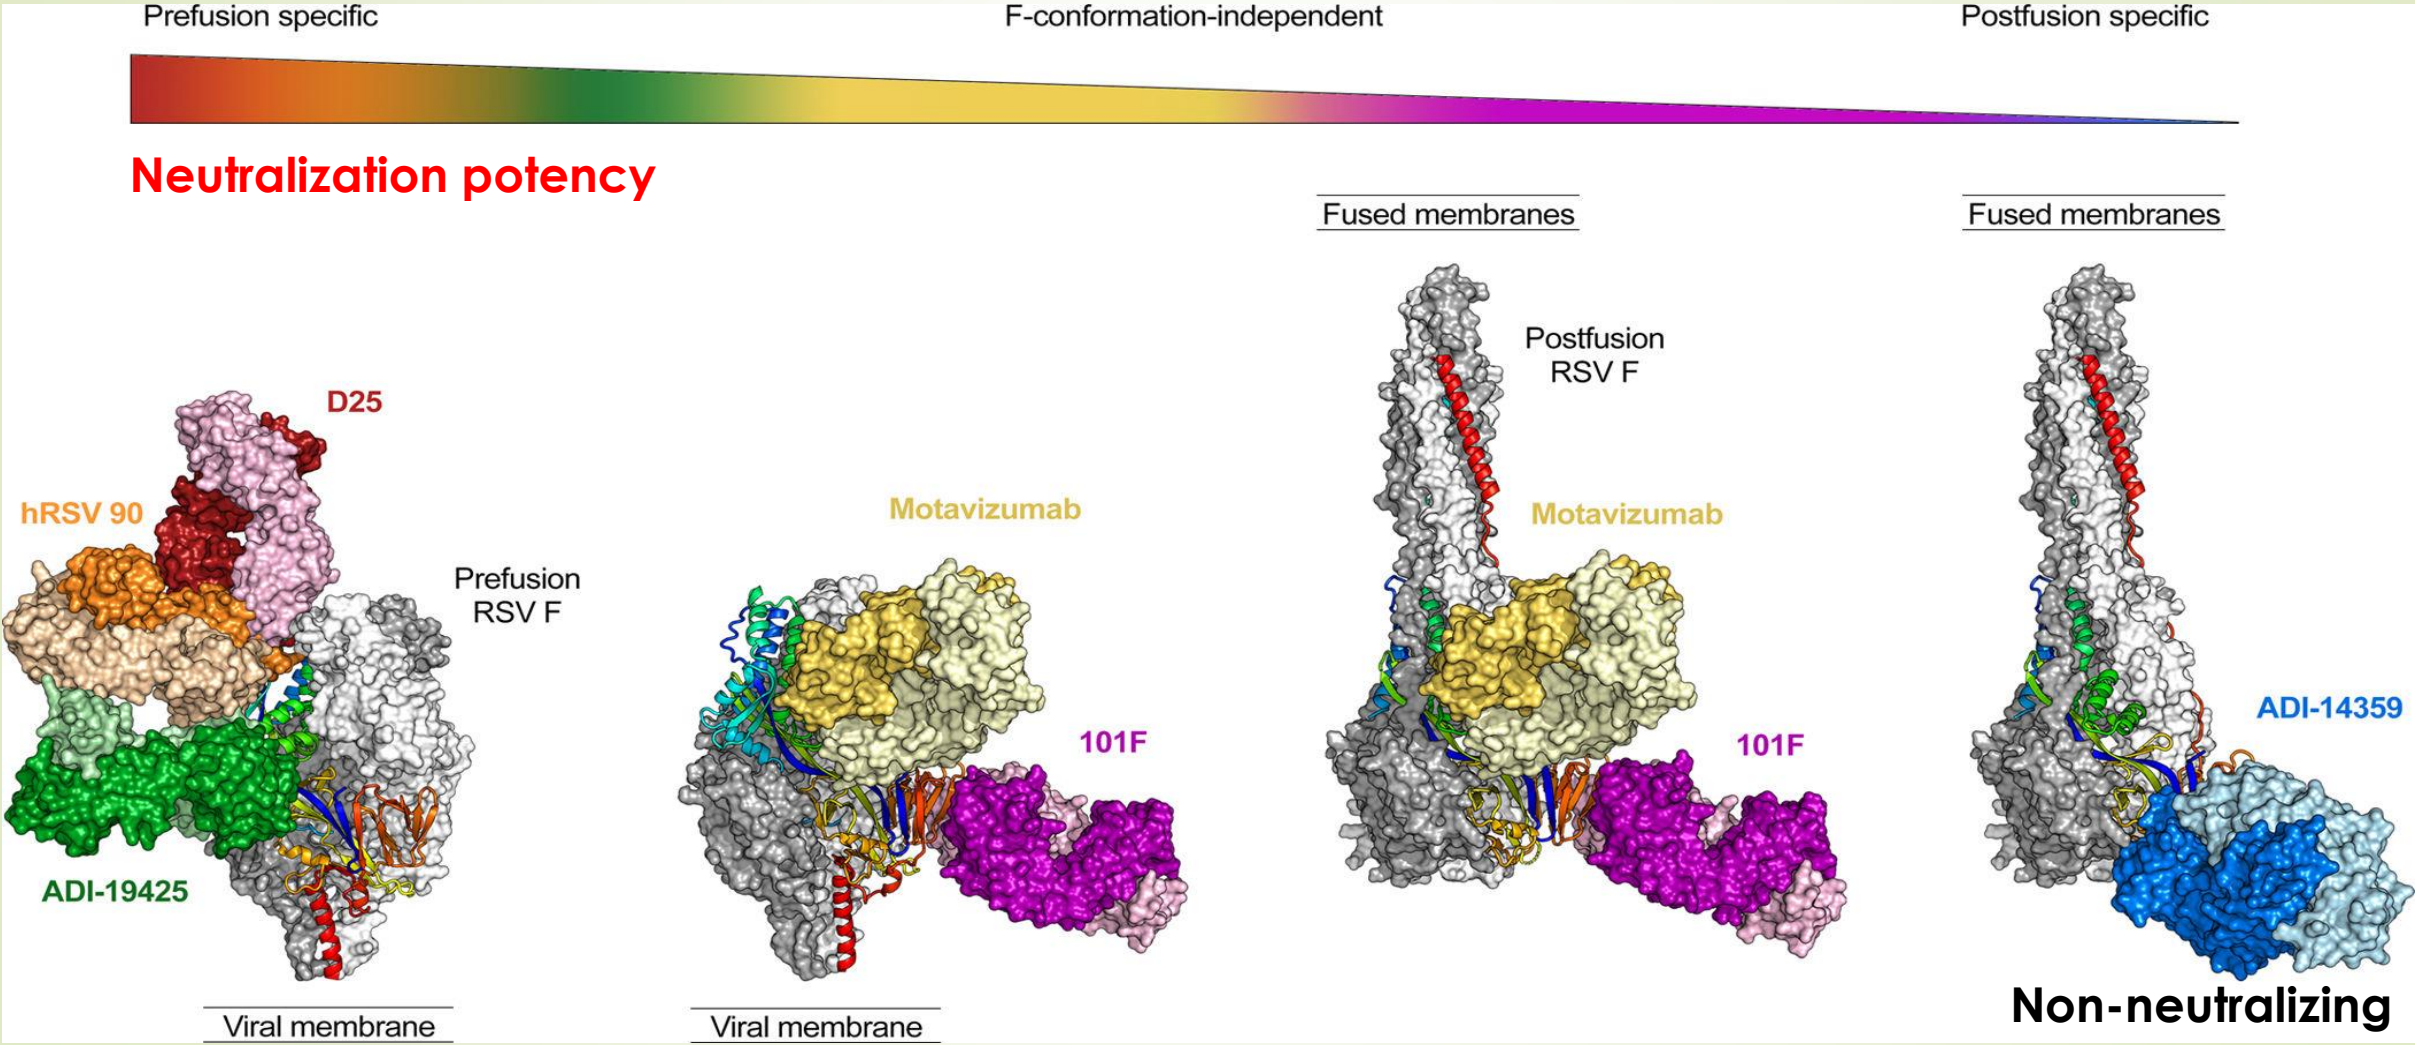 Prefusion specific
F-conformation-independent
Postfusion specific
Neutralization potency
Fused membranes
Fused membranes
Postfusion
RSV F
D25
hRSV 90
Motavizumab
Motavizumab
Prefusion
RSV F
ADI-14359
101F
101F
ADI-19425
Non-neutralizing
Viral membrane
Viral membrane